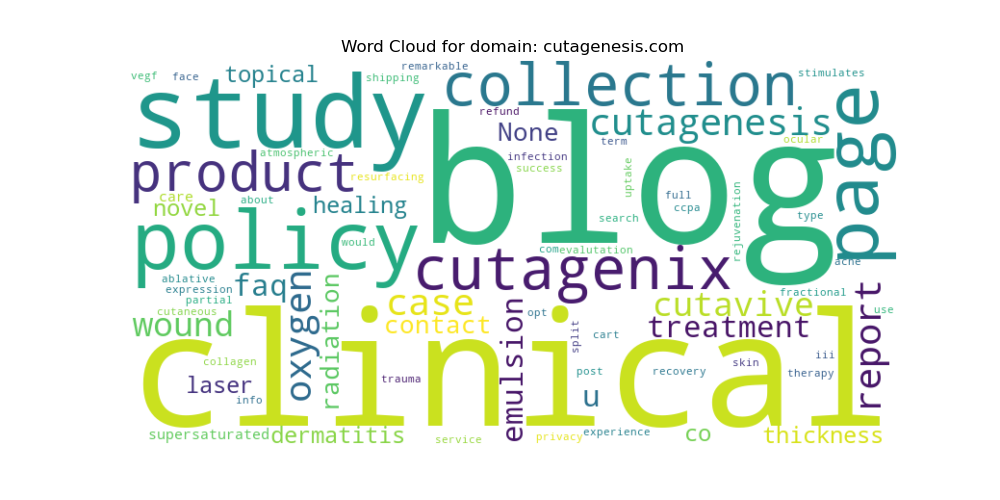 Word Cloud for domain: cutagenesis.com
vegf
face
topical
remarkable
shipping
collection
stimulates
study
refund
None
cutagenesis
page
blog
infection
term
ocular
product
atmospheric
success
resurfacing
uptake
care
about
novel
healing
full
ccpa
search
type
rejuvenation
policy
would
com
evalutation
cutagenix
acne
ablative
expression
partial
faq
oxygen
radiation
case
cutavive
fractional
cutaneous
wound
contact
emulsion
opt
treatment
report
use
clinical
split
cart
iii
collagen
laser
trauma
post
recovery
skin
therapy
info
u
supersaturated
dermatitis
service
privacy
experience
co
thickness